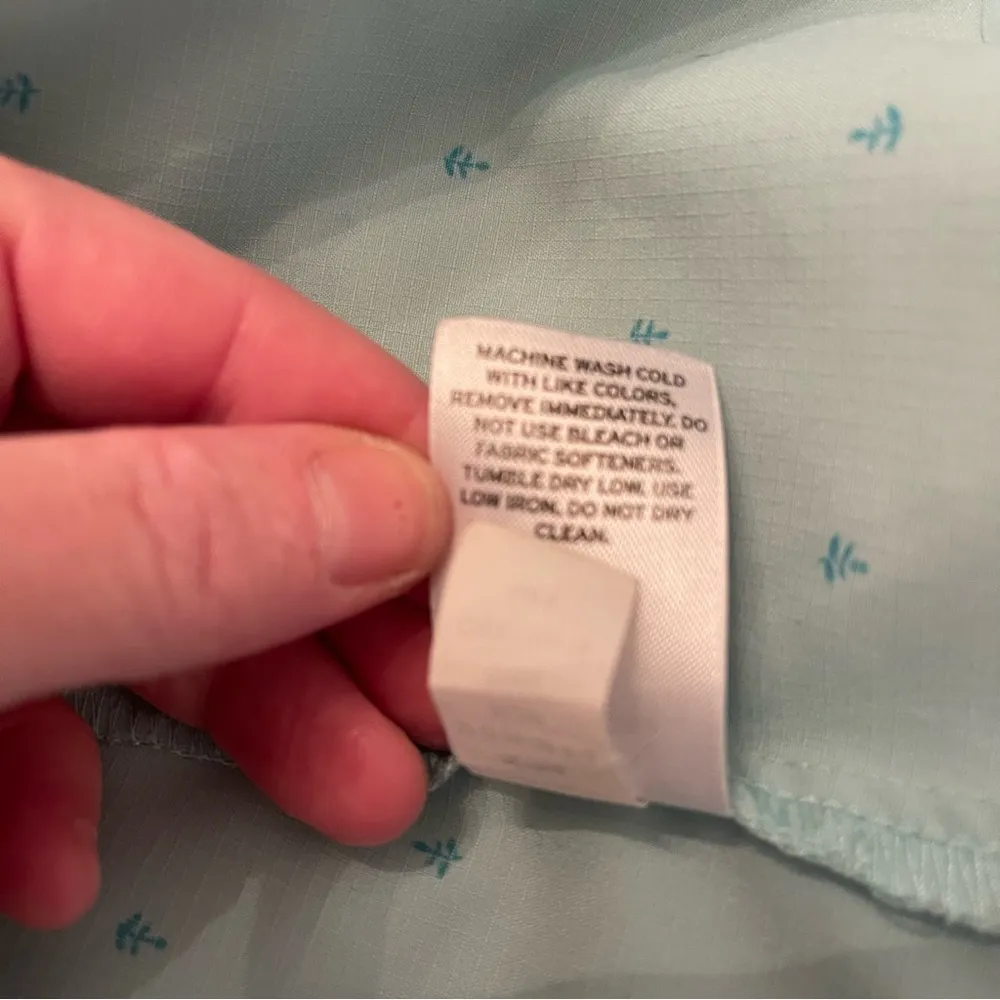 MACHINE WASH COLD
WITH LIKE COLORS,
REMOVE IMMEDIATELY. DO
NOT USE BLEACH OR
FABRIC SOFTENERS.
TUMBLE DRY LOW. USE
LOW IRON. DO NOT DRY
CLEAN.